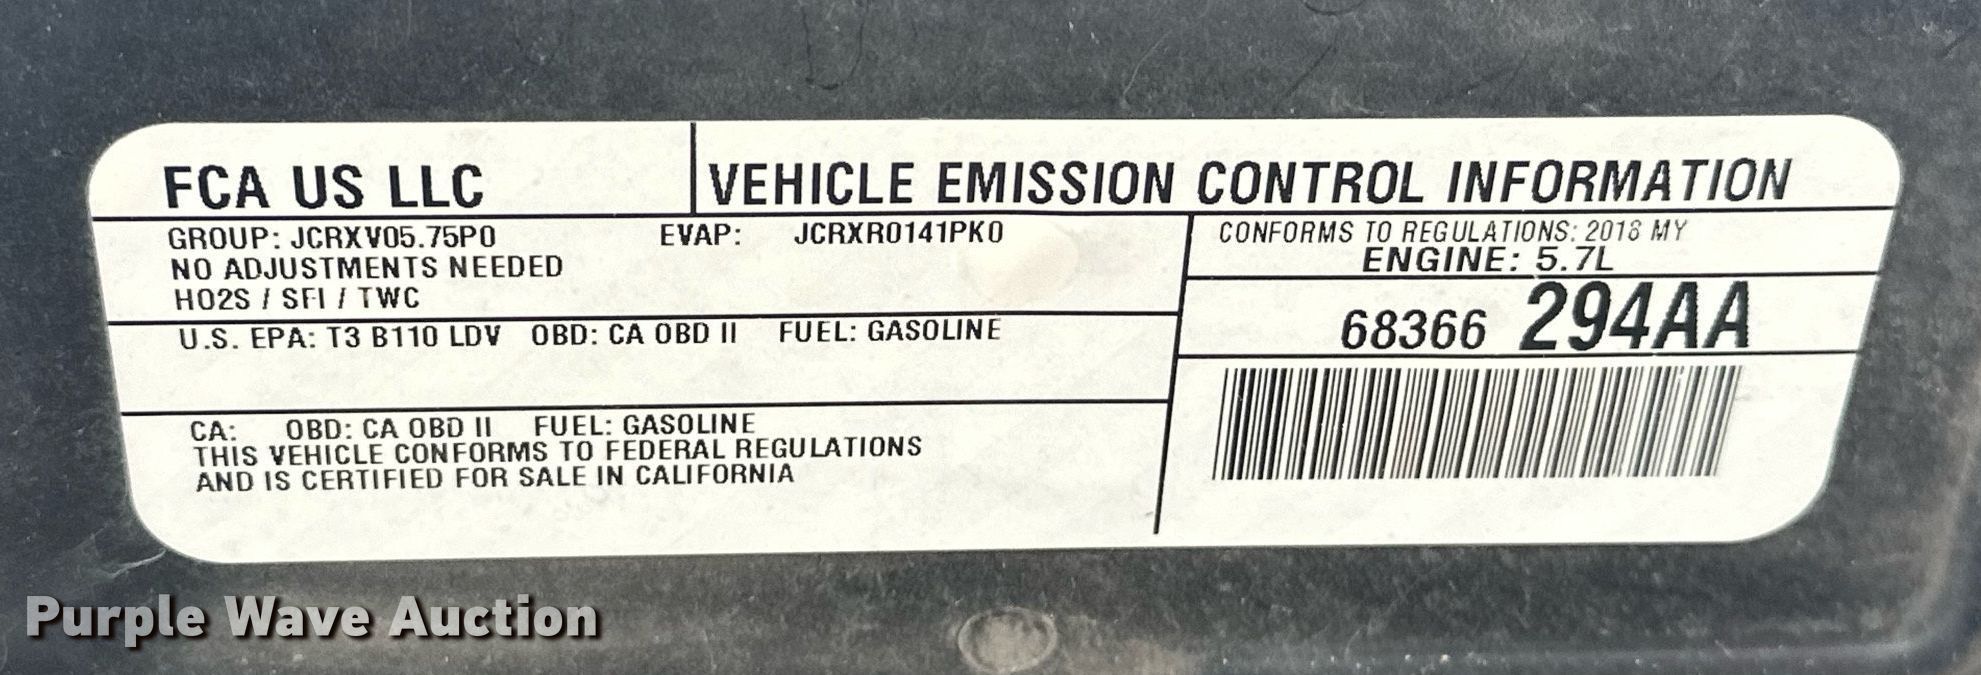 FCA US LLC
VEHICLE EMISSION CONTROL INFORMATION
GROUP: JCRXV05.75P0 EVAP: JCRXR0141PK0
NO ADJUSTMENTS NEEDED
HO2S / SFI / TWC
U.S. EPA: T3 B110 LDV OBD: CA OBD II FUEL: GASOLINE
CA: OBD: CA OBD II FUEL: GASOLINE
THIS VEHICLE CONFORMS TO FEDERAL REGULATIONS
AND IS CERTIFIED FOR SALE IN CALIFORNIA
CONFORMS TO REGULATIONS: 2018 MY
ENGINE: 5.7L
68366 294AA
Purple Wave Auction